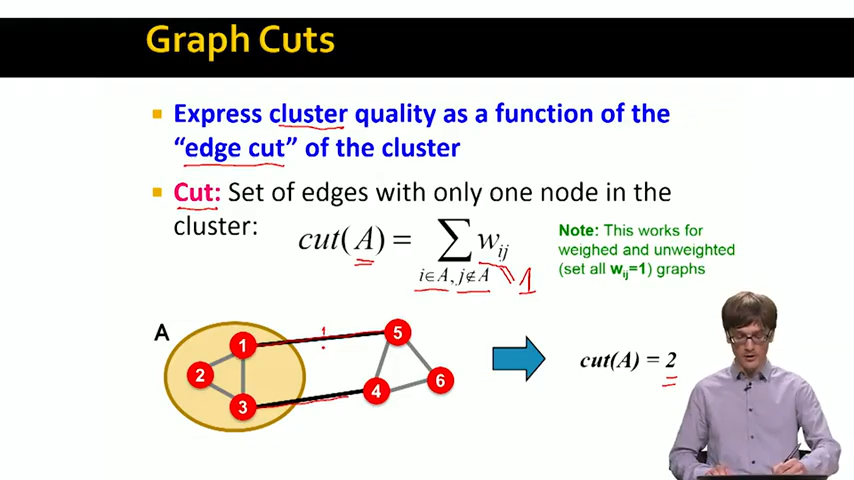 Graph Cuts
Express cluster quality as a function of the
“edge cut” of the cluster
Cut: Set of edges with only one node in the
cluster:
cut(A) = ∑ w_ij
i∈A, j∉A
1
Note: This works for
weighed and unweighted
(set all w_ij=1) graphs
A
1
2
3
1
5
4
6
cut(A) = 2